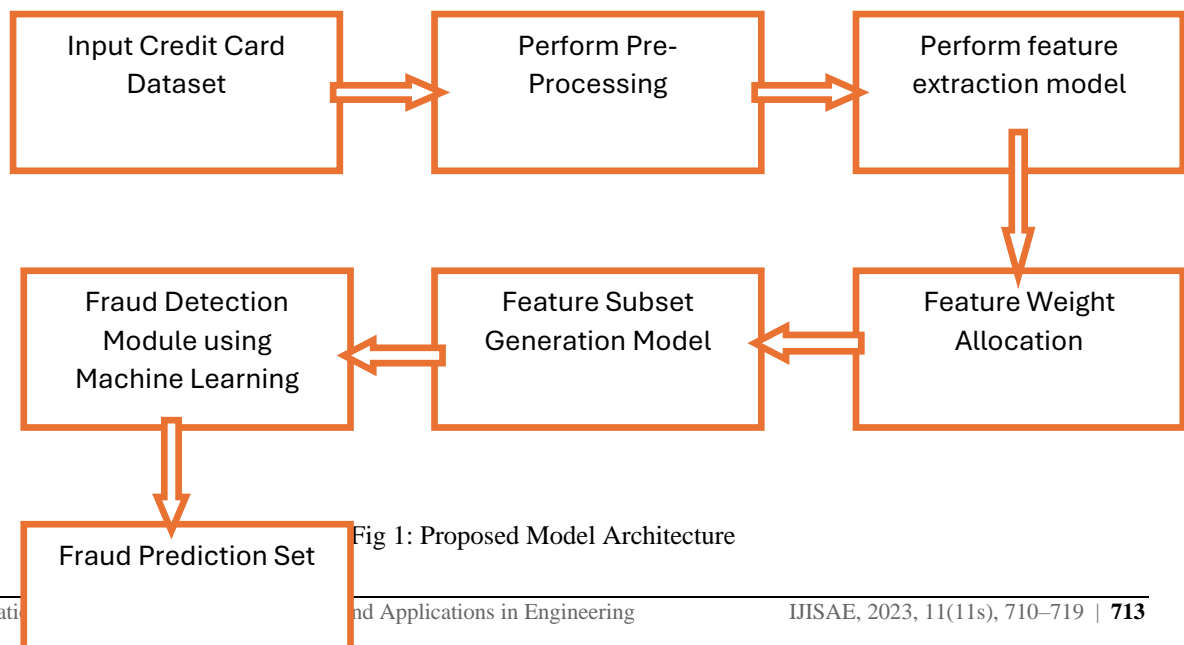 Input Credit Card
Dataset
Perform Pre-
Processing
Perform feature
extraction model
Feature Weight
Allocation
Feature Subset
Generation Model
Fraud Detection
Module using
Machine Learning
Fraud Prediction Set
Fig 1: Proposed Model Architecture
Applications in Engineering
IJISAE, 2023, 11(11s), 710–719 | 713